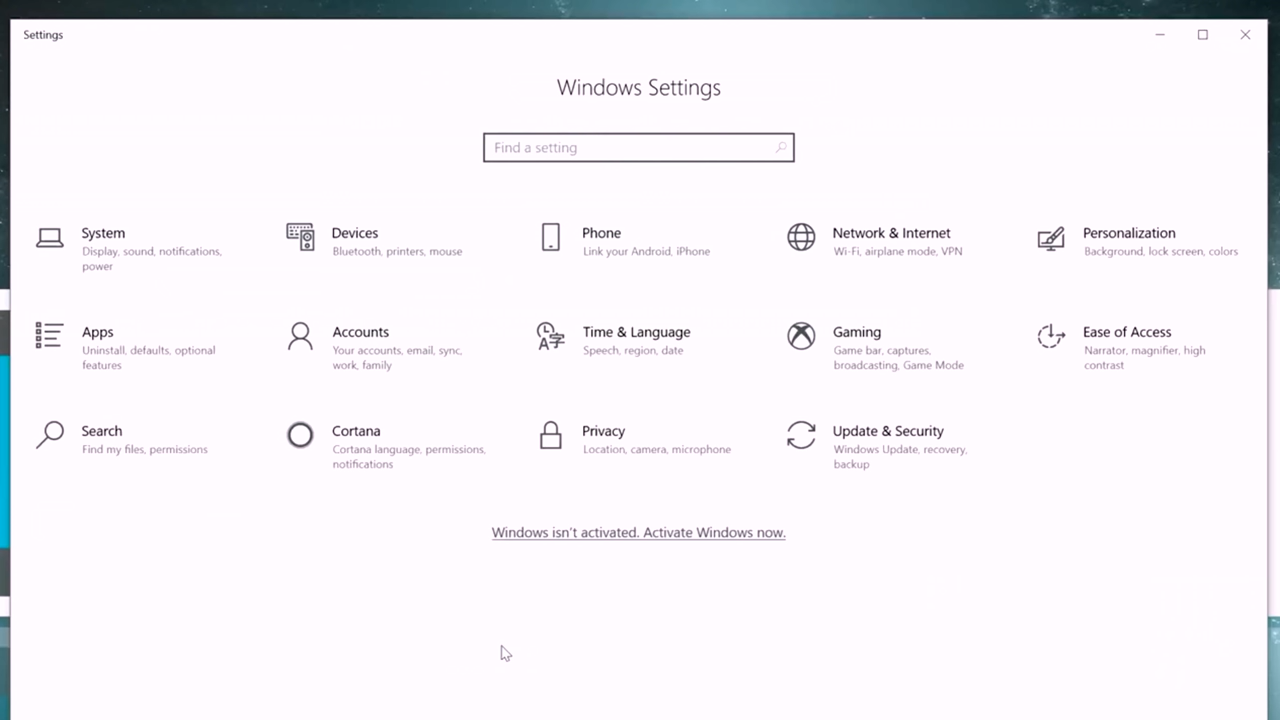 Settings
Windows Settings
Find a setting
System
Display, sound, notifications,
power
Devices
Bluetooth, printers, mouse
Phone
Link your Android, iPhone
Network & Internet
Wi-Fi, airplane mode, VPN
Personalization
Background, lock screen, colors
Apps
Uninstall, defaults, optional
features
Accounts
Your accounts, email, sync,
work, family
Time & Language
Speech, region, date
Gaming
Game bar, captures,
broadcasting, Game Mode
Ease of Access
Narrator, magnifier, high
contrast
Search
Find my files, permissions
Cortana
Cortana language, permissions,
notifications
Privacy
Location, camera, microphone
Update & Security
Windows Update, recovery,
backup
Windows isn't activated. Activate Windows now.